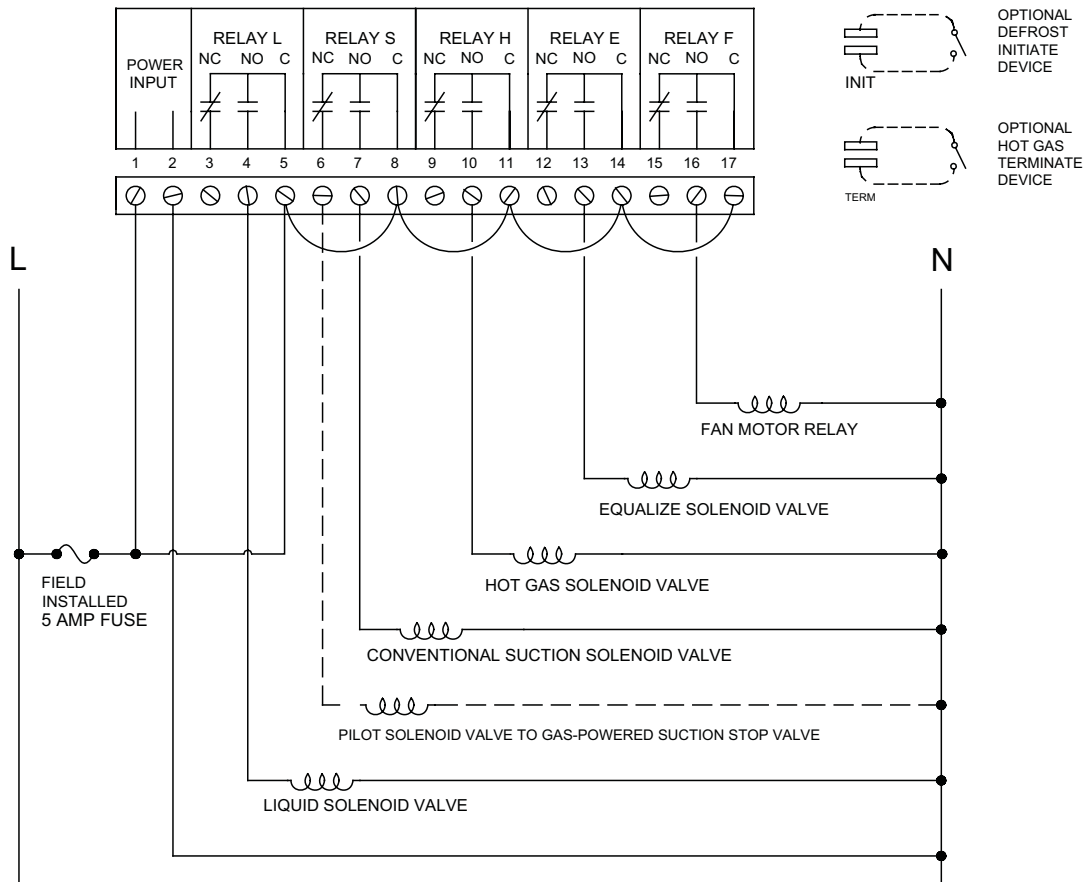 POWER
INPUT
RELAY L
NC NO C
RELAY S
NC NO C
RELAY H
NC NO C
RELAY E
NC NO C
RELAY F
NC NO C
1 2 3 4 5 6 7 8 9 10 11 12 13 14 15 16 17
INIT
OPTIONAL
DEFROST
INITIATE
DEVICE
TERM
OPTIONAL
HOT GAS
TERMINATE
DEVICE
L
N
FAN MOTOR RELAY
EQUALIZE SOLENOID VALVE
HOT GAS SOLENOID VALVE
FIELD
INSTALLED
5 AMP FUSE
CONVENTIONAL SUCTION SOLENOID VALVE
PILOT SOLENOID VALVE TO GAS-POWERED SUCTION STOP VALVE
LIQUID SOLENOID VALVE